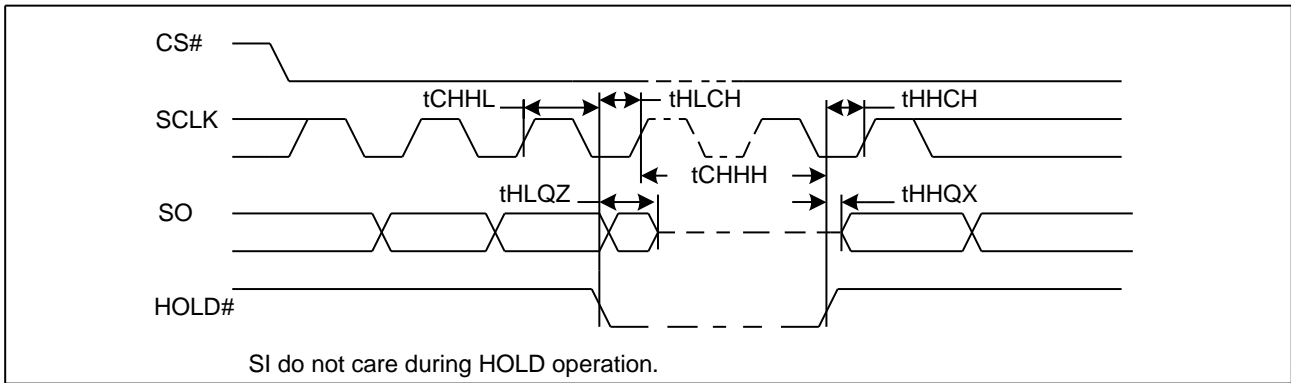 CS#
tCHHL
tHLCH
tHHCH
SCLK
tCHHH
tHLQZ
tHHQX
SO
HOLD#
SI do not care during HOLD operation.